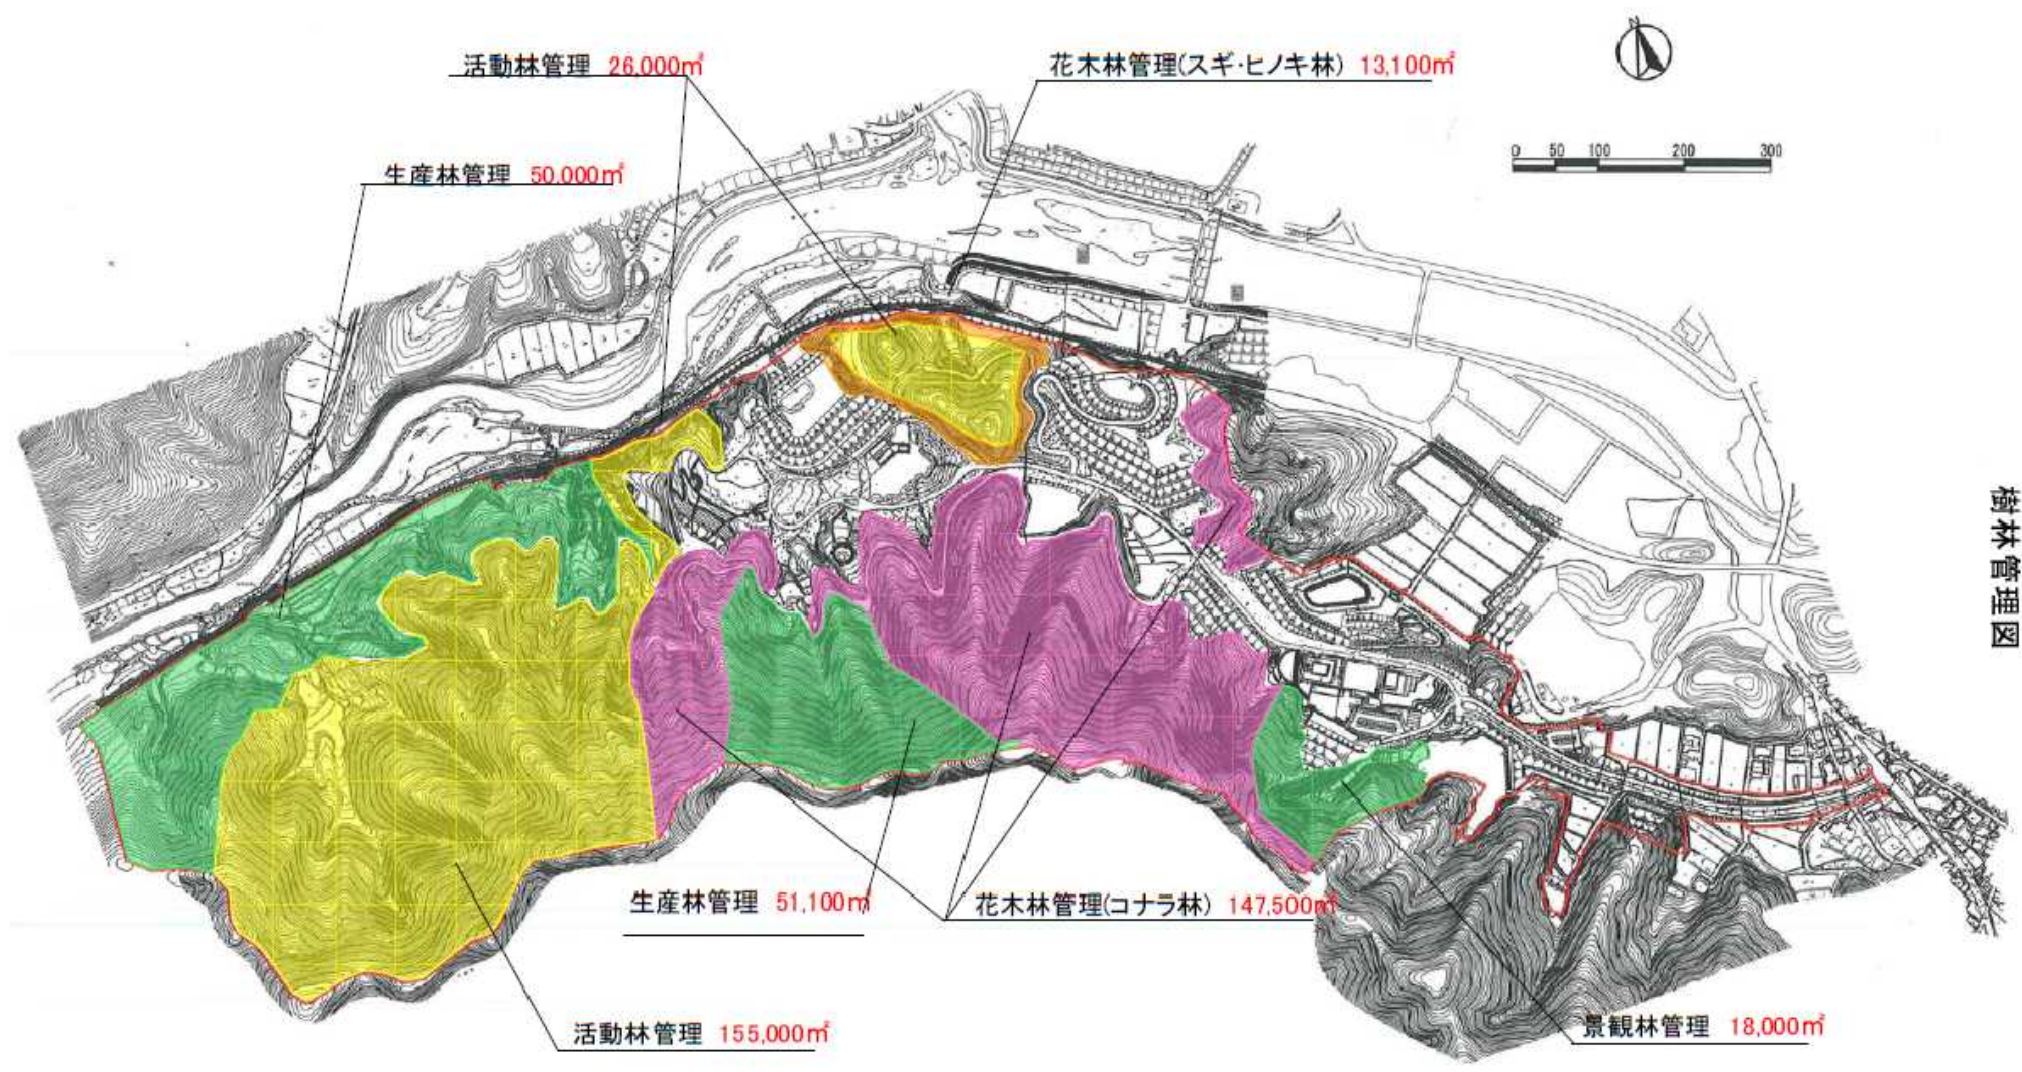 活動林管理 26,000㎡
花木林管理(スギ・ヒノキ林) 13,100㎡
N
0 50 100 200 300
生産林管理 50,000㎡
樹林管理図
生産林管理 51,100㎡
花木林管理(コナラ林) 147,500㎡
活動林管理 155,000㎡
景観林管理 18,000㎡